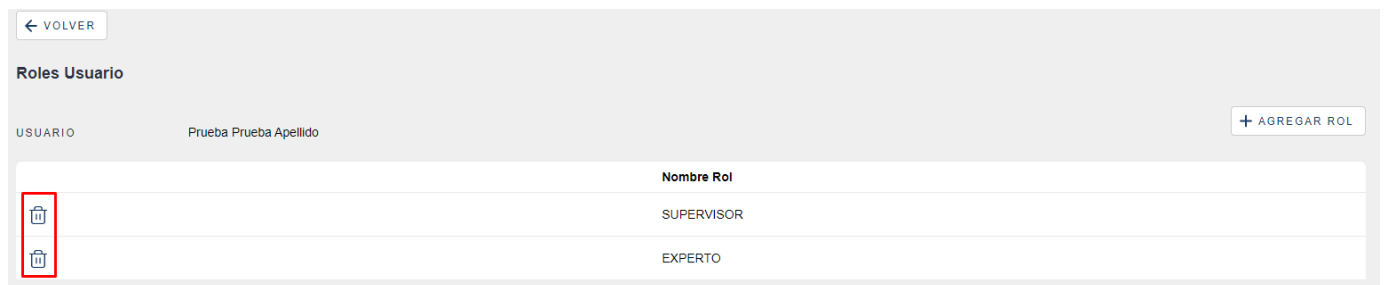 VOLVER
Roles Usuario
AGREGAR ROL
USUARIO Prueba Prueba Apellido
Nombre Rol
SUPERVISOR
EXPERTO